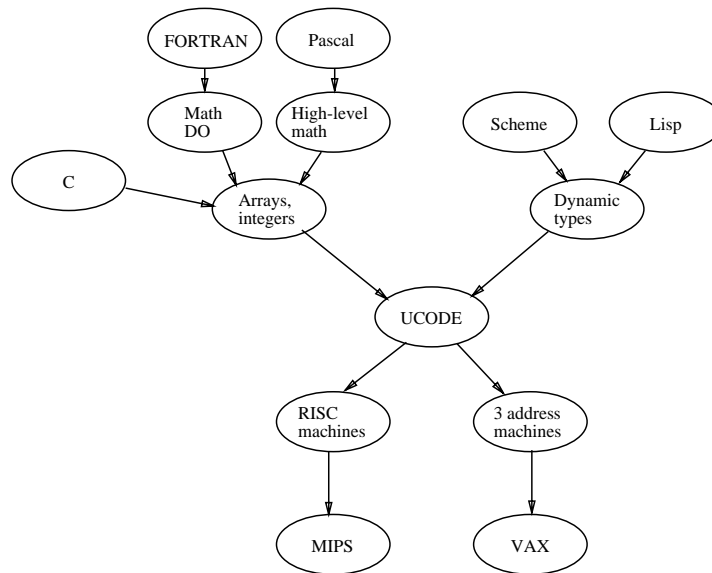 FORTRAN
Pascal
Math
DO
High-level
math
Scheme
Lisp
C
Arrays,
integers
Dynamic
types
UCODE
RISC
machines
3 address
machines
MIPS
VAX